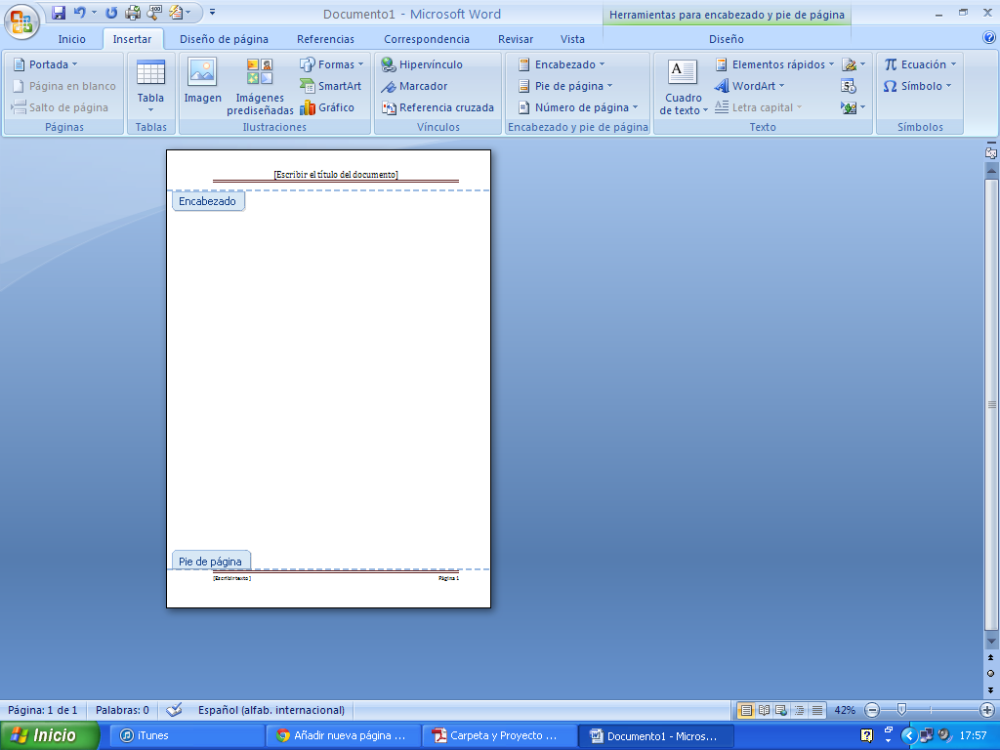 Documento1 - Microsoft Word
Herramientas para encabezado y pie de página
Inicio Insertar Diseño de página Referencias Correspondencia Revisar Vista Diseño
Portada
Página en blanco
Salto de página
Páginas
Tabla
Tablas
Imagen
Imágenes
prediseñadas
Formas
SmartArt
Gráfico
Ilustraciones
Hipervínculo
Marcador
Referencia cruzada
Vínculos
Encabezado
Pie de página
Número de página
Encabezado y pie de página
Cuadro
de texto
Elementos rápidos
WordArt
Letra capital
Texto
Ecuación
Símbolo
Símbolos
[Escribir el título del documento]
Encabezado
Pie de página
[Escribir texto] Página 1
Página: 1 de 1 Palabras: 0 Español (alfab. internacional) 42%
Inicio iTunes Añadir nueva página ... Carpeta y Proyecto ... Documento1 - Micros... 17:57